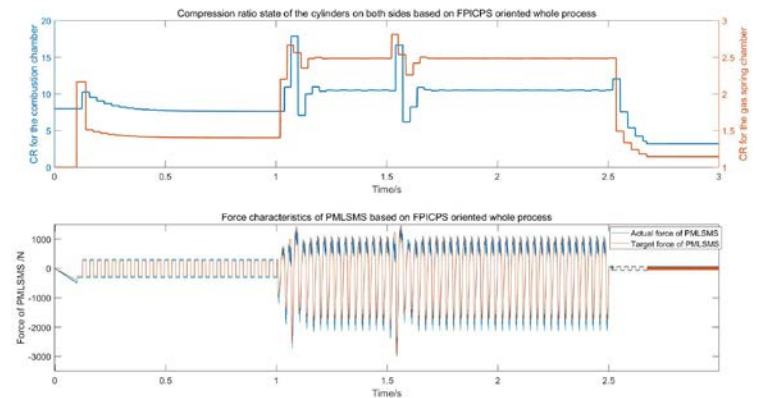 Compression ratio state of the cylinders on both sides based on FPICPS oriented whole process
CR for the combustion chamber
20
15
10
5
0
3
2.5
2
1.5
1
CR for the gas spring chamber
0 0.5 1 1.5 2 2.5 3
Time/s
Force characteristics of PMLSMS based on FPICPS oriented whole process
Force of PMLSMS /N
1000
0
-1000
-2000
-3000
Actual force of PMLSMS
Target force of PMLSMS
0 0.5 1 1.5 2 2.5 3
Time/s